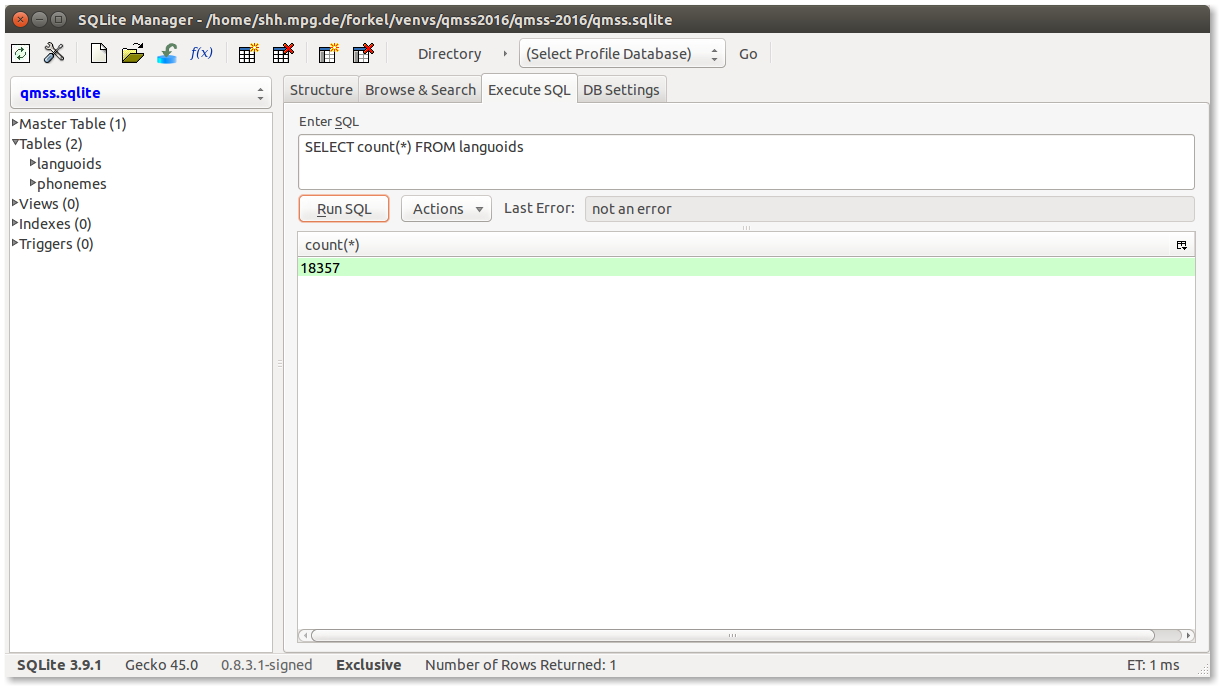 SQLite Manager - /home/shh.mpg.de/forkel/venvs/qmss2016/qmss-2016/qmss.sqlite
f(x) Directory (Select Profile Database) Go
qmss.sqlite
Master Table (1)
Tables (2)
languoids
phonemes
Views (0)
Indexes (0)
Triggers (0)
Structure Browse & Search Execute SQL DB Settings
Enter SQL
SELECT count(*) FROM languoids
Run SQL Actions Last Error: not an error
count(*)
18357
SQLite 3.9.1 Gecko 45.0 0.8.3.1-signed Exclusive Number of Rows Returned: 1 ET: 1 ms